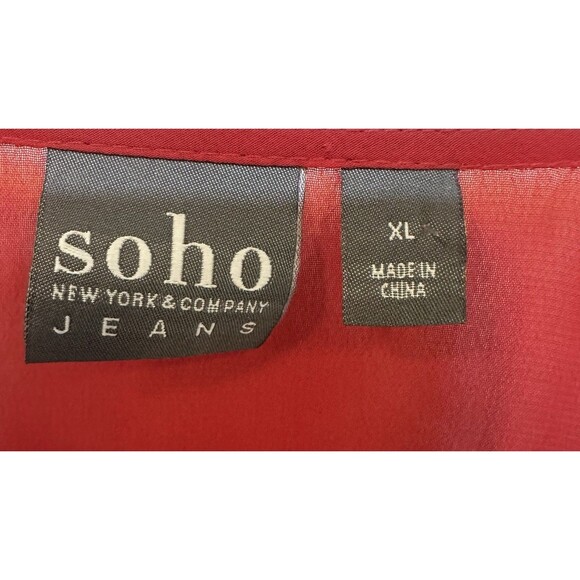 soho
NEW YORK & COMPANY
JEANS
XL
MADE IN
CHINA